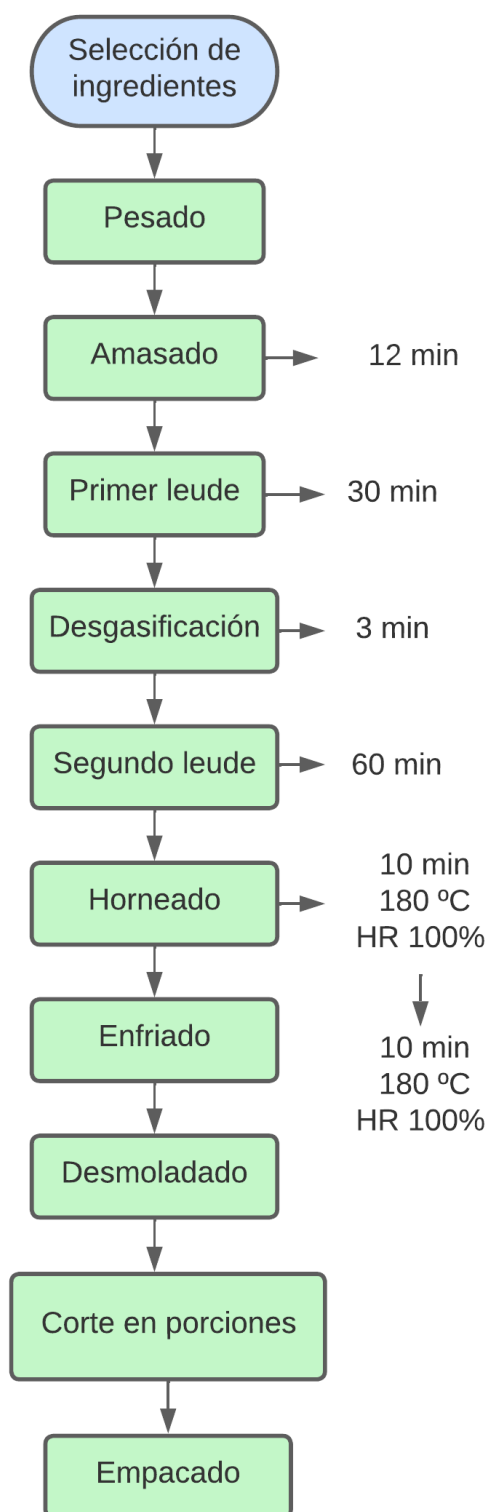 Selección de
ingredientes
Pesado
Amasado
12 min
Primer leude
30 min
Desgasificación
3 min
Segundo leude
60 min
Horneado
10 min
180 ºC
HR 100%
Enfriado
10 min
180 ºC
HR 100%
Desmoladado
Corte en porciones
Empacado